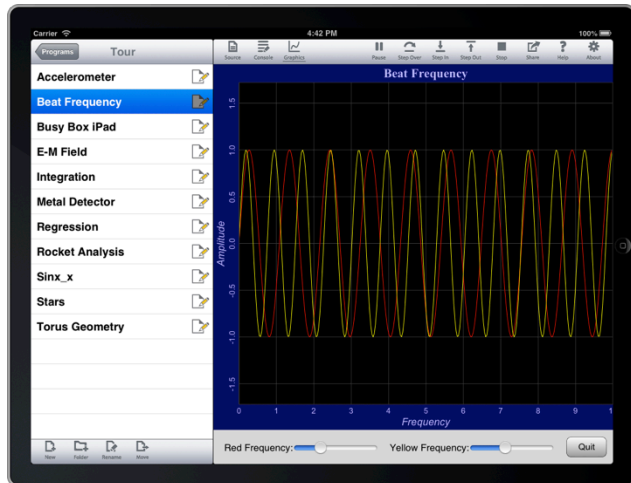 Carrier 4:42 PM 100%
Programs Tour
Source Console Graphics Pause Step Over Step In Step Out Stop Share Help About
Accelerometer
Beat Frequency
Busy Box iPad
E-M Field
Integration
Metal Detector
Regression
Rocket Analysis
Sinx_x
Stars
Torus Geometry
New Folder Rename Move
Beat Frequency
Amplitude
1.5
1.0
0.5
0.0
-0.5
-1.0
-1.5
0 1 2 3 4 5 6 7 8 9 1
Frequency
Red Frequency: Yellow Frequency: Quit